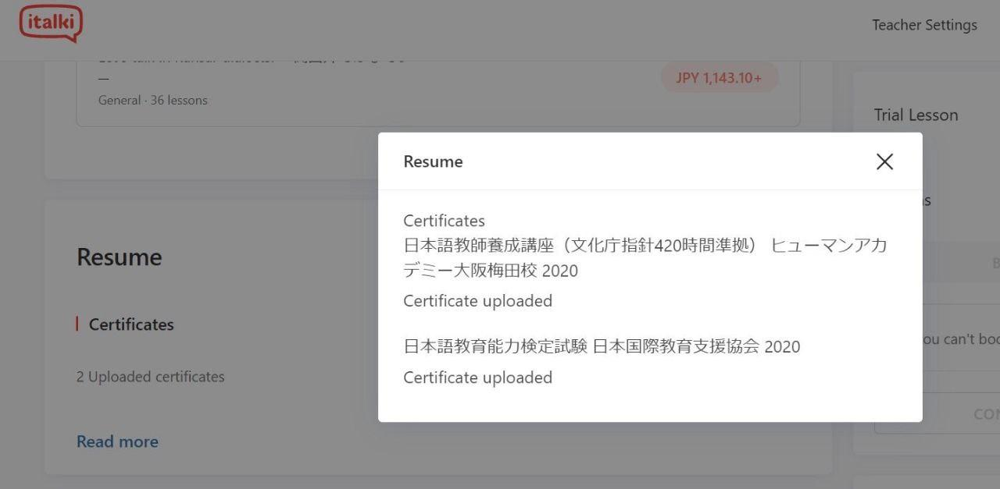 italki
Teacher Settings
JPY 1,143.10+
General · 36 lessons
Trial Lesson
Resume
Certificates
日本語教師養成講座（文化庁指針420時間準拠） ヒューマンアカ
デミー大阪梅田校 2020
Certificate uploaded
日本語教育能力検定試験 日本国際教育支援協会 2020
Certificate uploaded
Resume
Certificates
2 Uploaded certificates
Read more
ou can't